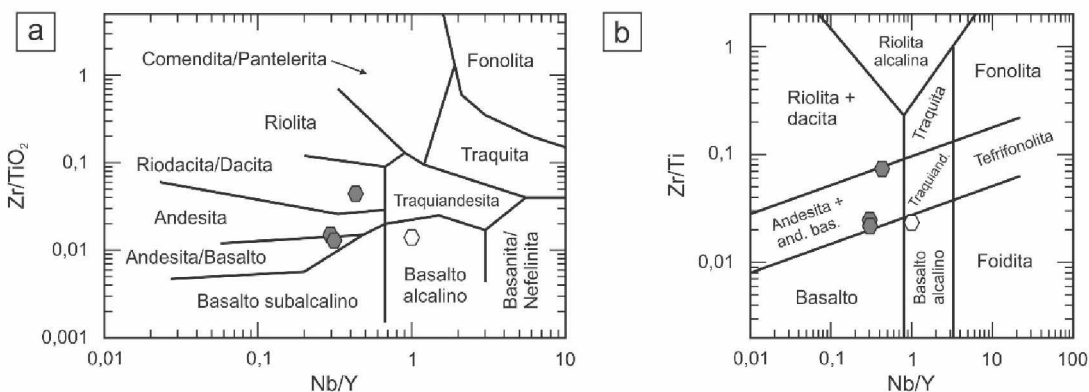 a
Zr/TiO2
1
0,1
0,01
0,001
0,01
0,1
1
10
Nb/Y
Comendita/Pantelerita
Fonolita
Riolita
Traquita
Riodacita/Dacita
Traquiandesita
Andesita
Andesita/Basalto
Basalto subalcalino
Basalto
alcalino
Basanita/
Nefelinita
b
Zr/Ti
1
0,1
0,01
0,01
0,1
1
10
100
Nb/Y
Riolita
alcalina
Fonolita
Riolita +
dacita
Traquita
Tefrifonolita
Traquiand.
Andesita +
and. bas.
Basalto
Basalto
alcalino
Foidita